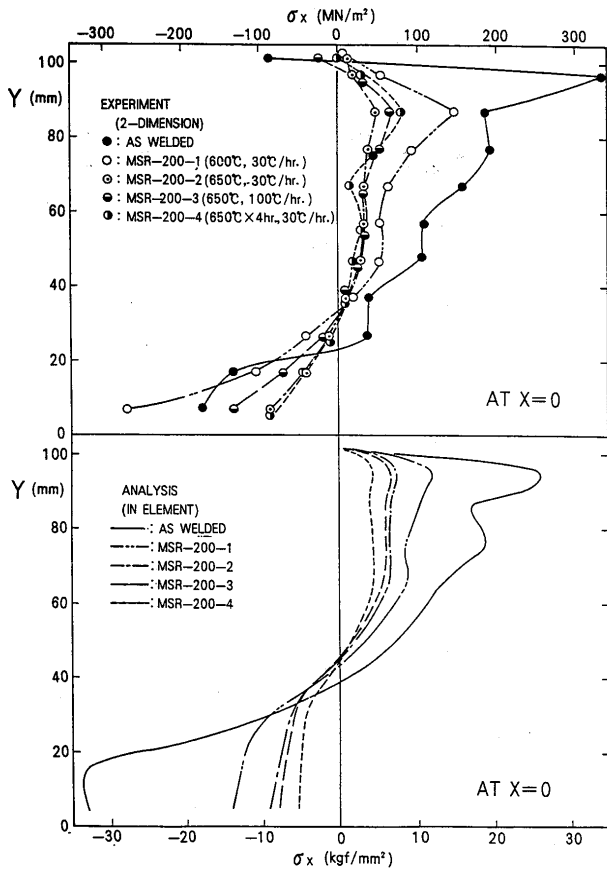 σx (MN/m²)
−300 −200 −100 0 100 200 300
100
Y (mm)
80
60
40
20
0
EXPERIMENT
(2-DIMENSION)
●: AS WELDED
○: MSR-200-1 (600℃, 30℃/hr.)
⊙: MSR-200-2 (650℃, 30℃/hr.)
◒: MSR-200-3 (650℃, 100℃/hr.)
◑: MSR-200-4 (650℃×4hr., 30℃/hr.)
AT X=0
100
Y (mm)
80
60
40
20
0
ANALYSIS
(IN ELEMENT)
: AS WELDED
: MSR-200-1
: MSR-200-2
: MSR-200-3
: MSR-200-4
AT X=0
−30 −20 −10 0 10 20 30
σx (kgf/mm²)